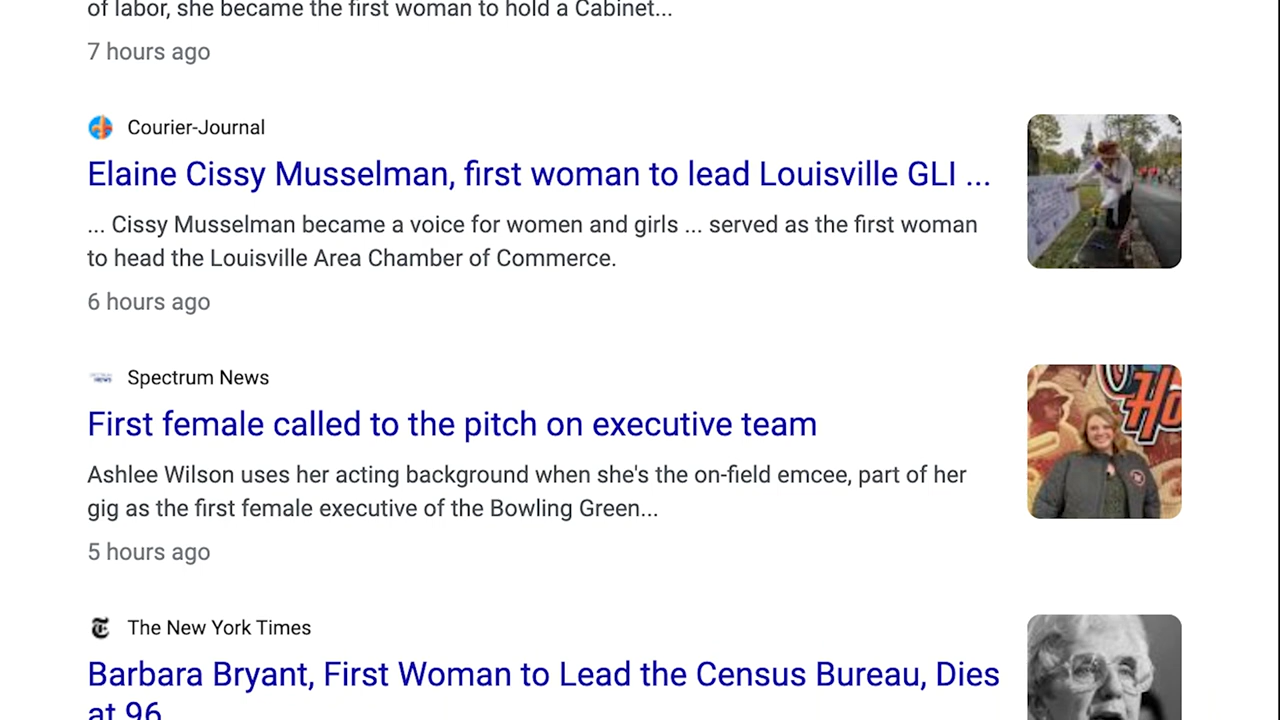 of labor, she became the first woman to hold a Cabinet...
7 hours ago
Courier-Journal
Elaine Cissy Musselman, first woman to lead Louisville GLI ...
... Cissy Musselman became a voice for women and girls ... served as the first woman
to head the Louisville Area Chamber of Commerce.
6 hours ago
Spectrum News
First female called to the pitch on executive team
Ashlee Wilson uses her acting background when she's the on-field emcee, part of her
gig as the first female executive of the Bowling Green...
5 hours ago
The New York Times
Barbara Bryant, First Woman to Lead the Census Bureau, Dies
at 96